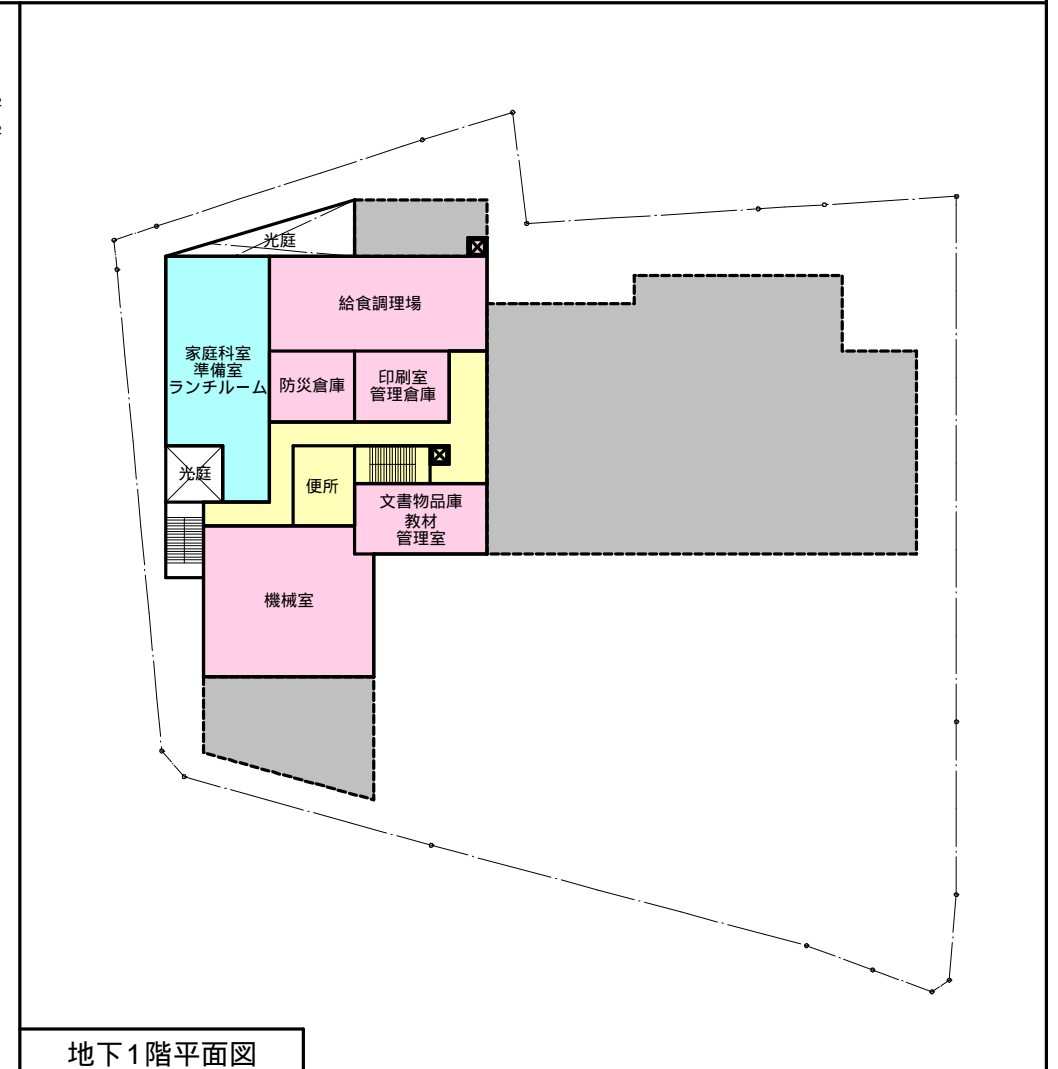 2
2
光庭
給食調理場
家庭科室
準備室
ランチルーム
防災倉庫
印刷室
管理倉庫
光庭
便所
文書物品庫
教材
管理室
機械室
地下1階平面図